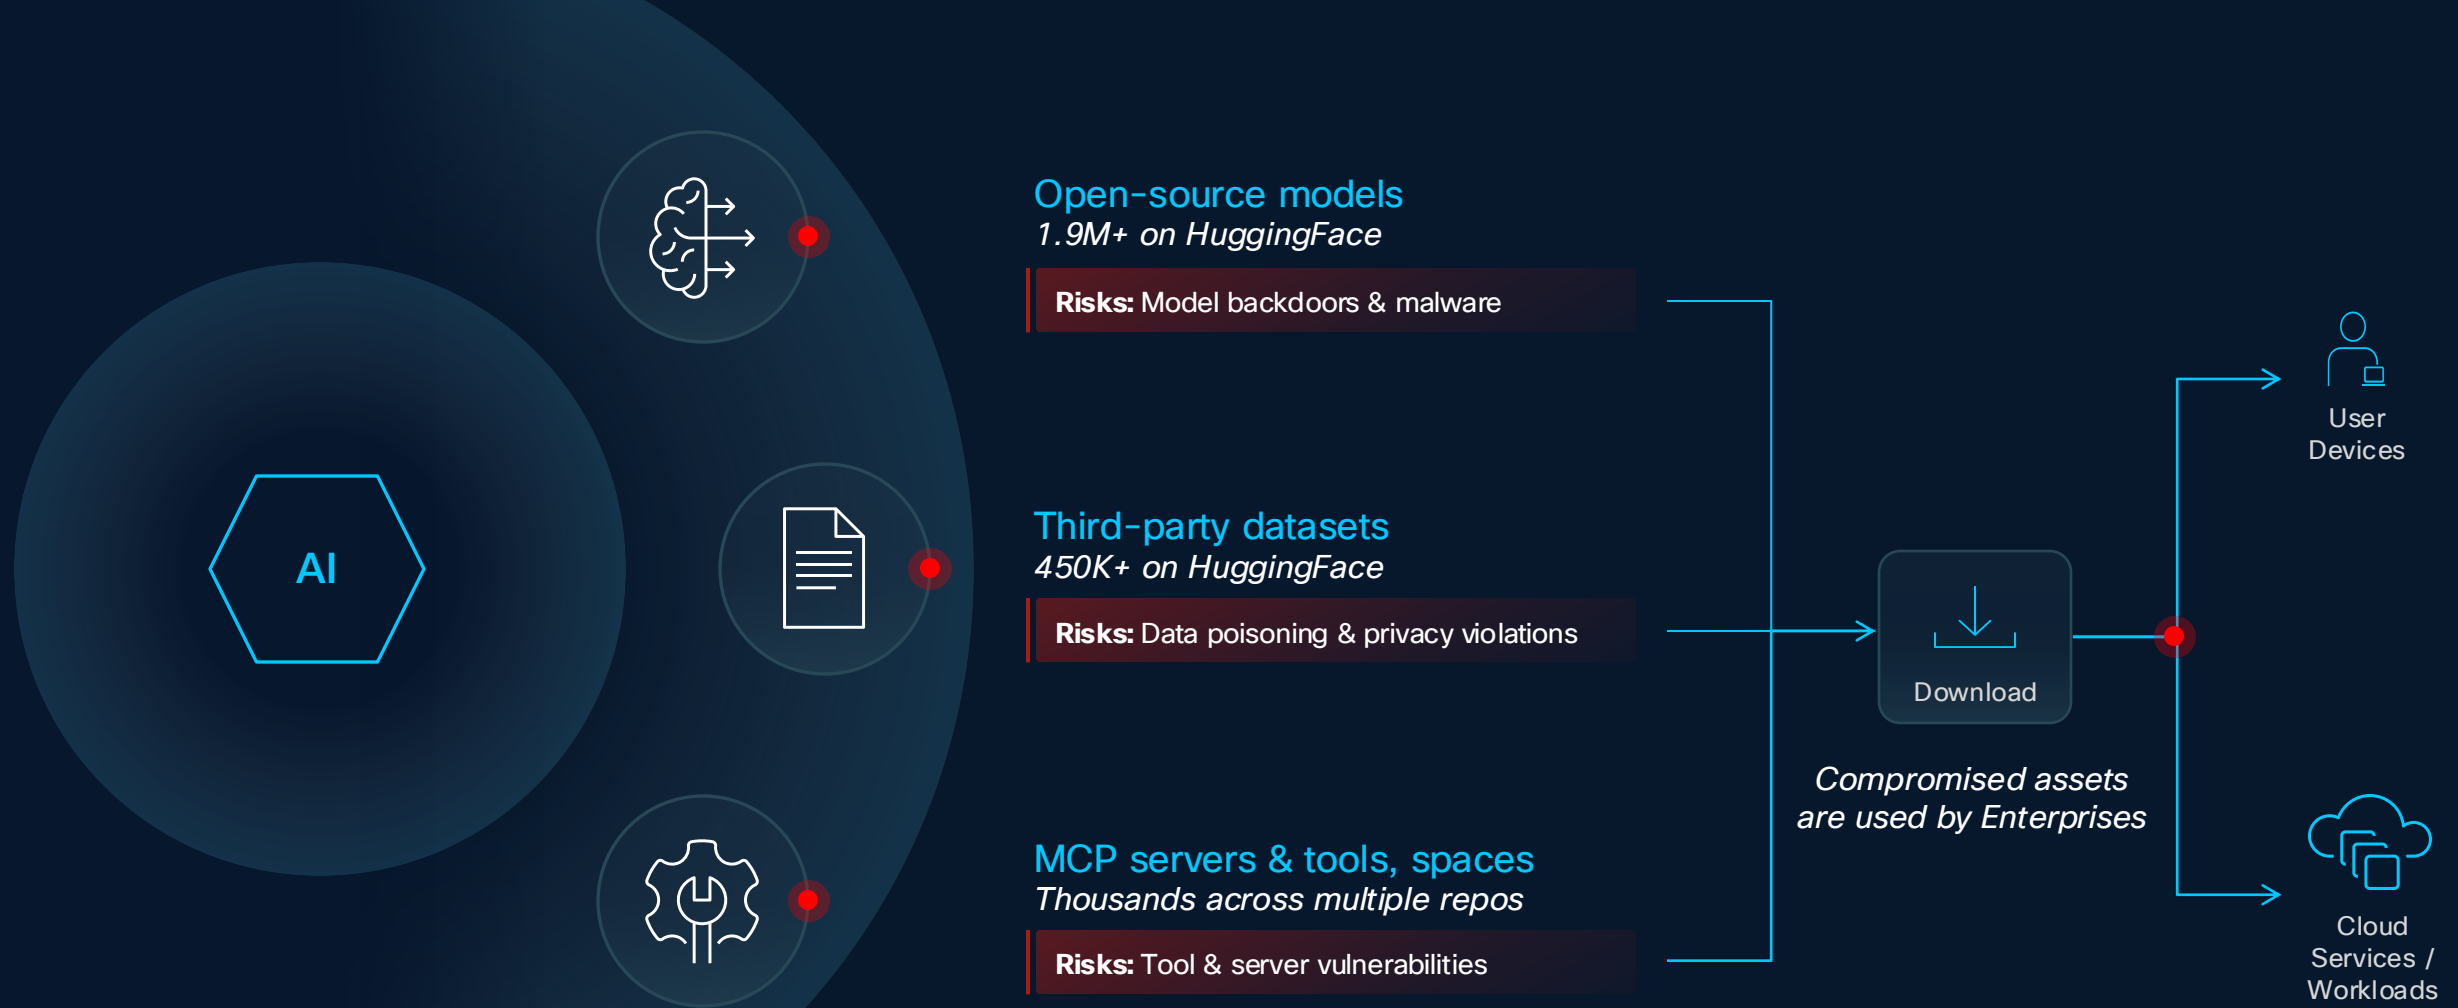 AI
Open-source models
1.9M+ on HuggingFace
Risks: Model backdoors & malware
Third-party datasets
450K+ on HuggingFace
Risks: Data poisoning & privacy violations
MCP servers & tools, spaces
Thousands across multiple repos
Risks: Tool & server vulnerabilities
Download
Compromised assets
are used by Enterprises
User
Devices
Cloud
Services /
Workloads